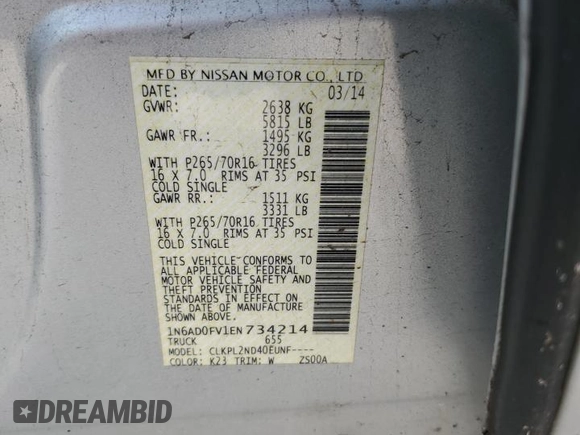 MFD BY NISSAN MOTOR CO., LTD
DATE: 03/14
GVWR: 2638 KG
5815 LB
GAWR FR.: 1495 KG
3296 LB
WITH P265/70R16 TIRES
16 X 7.0 RIMS AT 35 PSI
COLD SINGLE
GAWR RR.: 1511 KG
3331 LB
WITH P265/70R16 TIRES
16 X 7.0 RIMS AT 35 PSI
COLD SINGLE
THIS VEHICLE CONFORMS TO
ALL APPLICABLE FEDERAL
MOTOR VEHICLE SAFETY AND
THEFT PREVENTION
STANDARDS IN EFFECT ON
THE DATE OF MANUFACTURE
SHOWN ABOVE.
1N6AD0FV1EN734214
TRUCK 655
MODEL: CLKPL2ND40EUNF----
COLOR: K23 TRIM: W ZS00A
DREAMBID